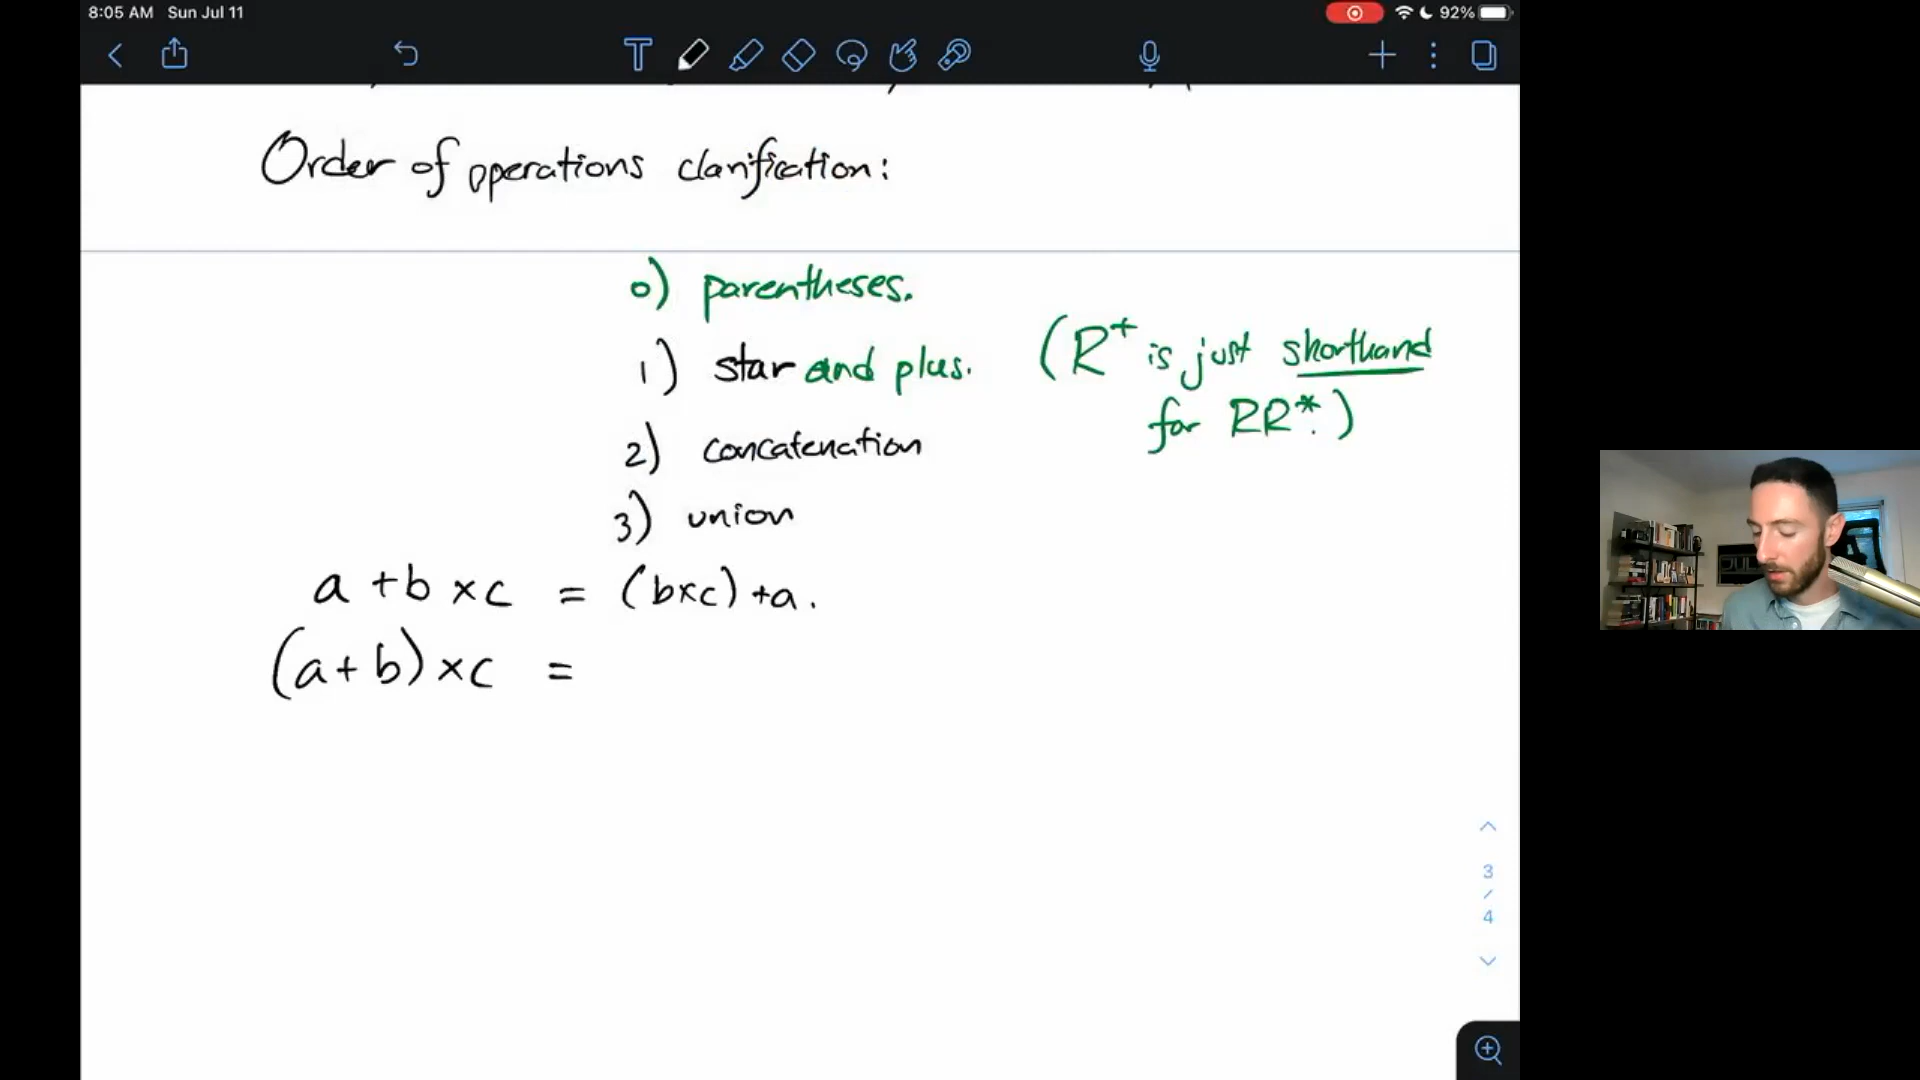 8:05 AM Sun Jul 11
92%
Order of operations clarification:
0) parentheses.
1) star and plus. (R⁺ is just shorthand
for RR*.)
2) concatenation
3) union
a + b × c = (b×c) + a.
(a + b) × c =
3
/
4